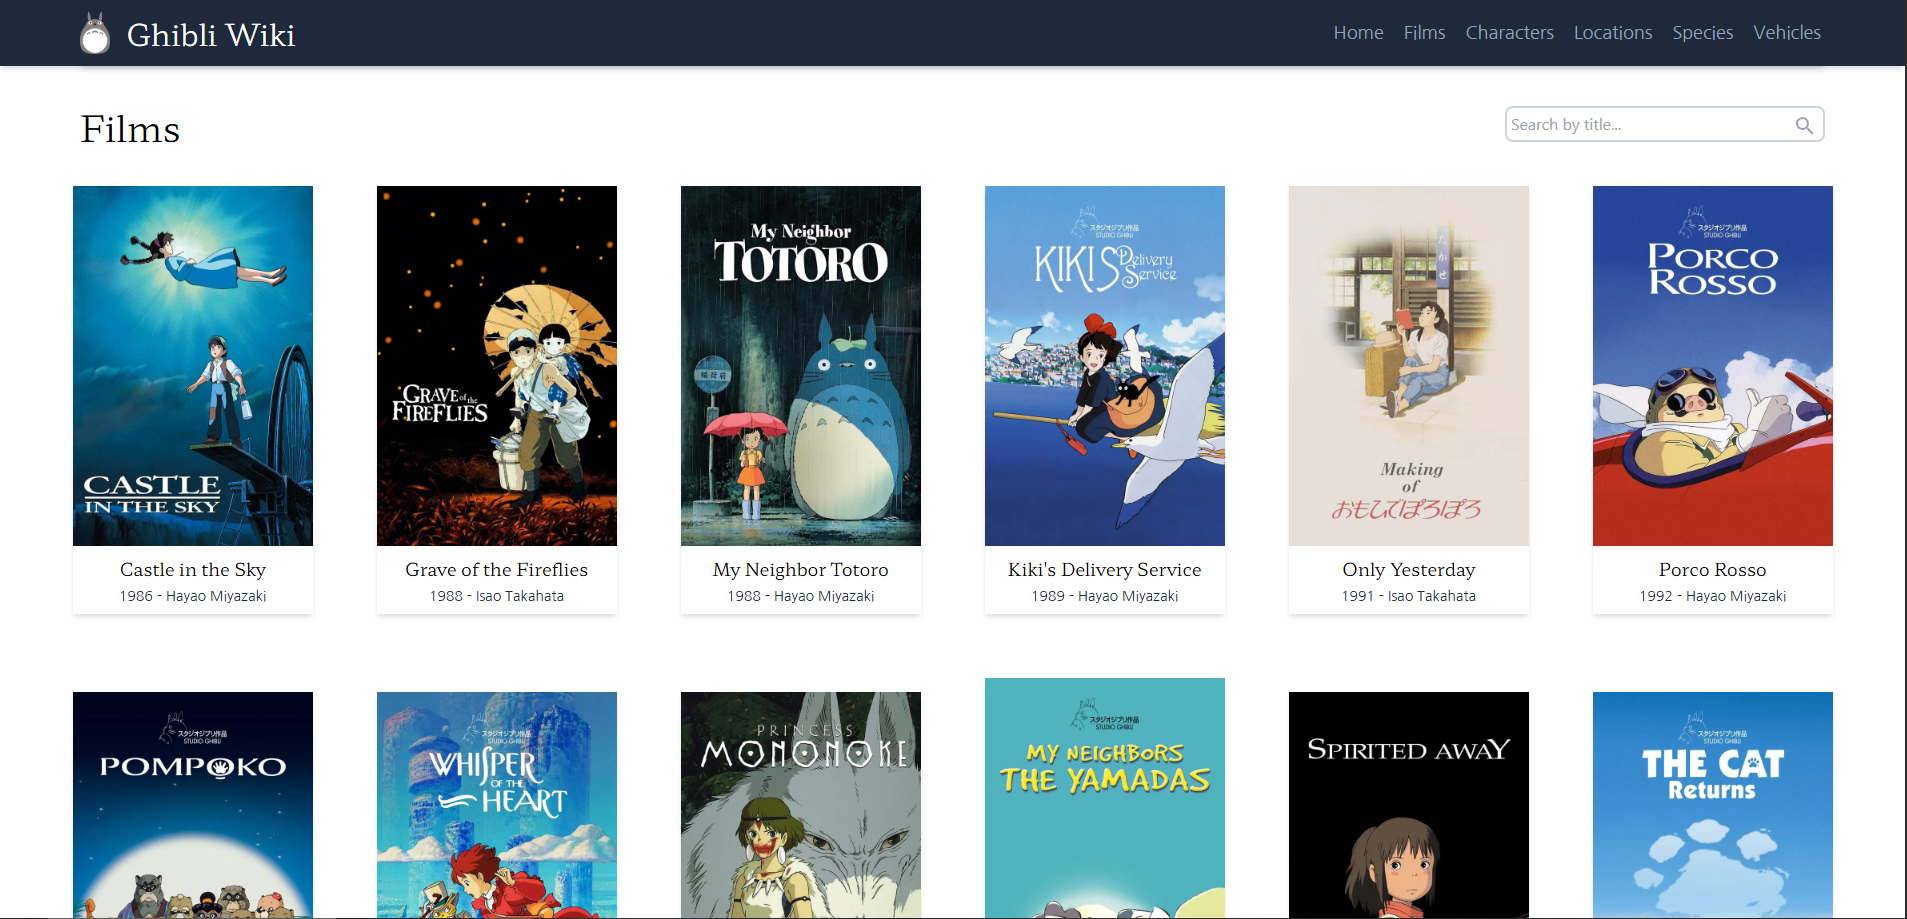 Ghibli Wiki
Home Films Characters Locations Species Vehicles
Films
Search by title...
CASTLE
IN THE SKY
GRAVE of the
FIREFLIES
My Neighbor
TOTORO
稲荷前
スタジオジブリ作品
STUDIO GHIBLI
KIKI'S Delivery
Service
たかせ
Making
of
おもひでぽろぽろ
スタジオジブリ作品
STUDIO GHIBLI
PORCO
ROSSO
Castle in the Sky
1986 - Hayao Miyazaki
Grave of the Fireflies
1988 - Isao Takahata
My Neighbor Totoro
1988 - Hayao Miyazaki
Kiki's Delivery Service
1989 - Hayao Miyazaki
Only Yesterday
1991 - Isao Takahata
Porco Rosso
1992 - Hayao Miyazaki
スタジオジブリ作品
STUDIO GHIBLI
POMPOKO
スタジオジブリ作品
STUDIO GHIBLI
WHISPER
OF THE
HEART
PRINCESS
MONONOKE
スタジオジブリ作品
STUDIO GHIBLI
MY NEIGHBORS
THE YAMADAS
SPIRITED AWAY
スタジオジブリ作品
STUDIO GHIBLI
THE CAT
Returns